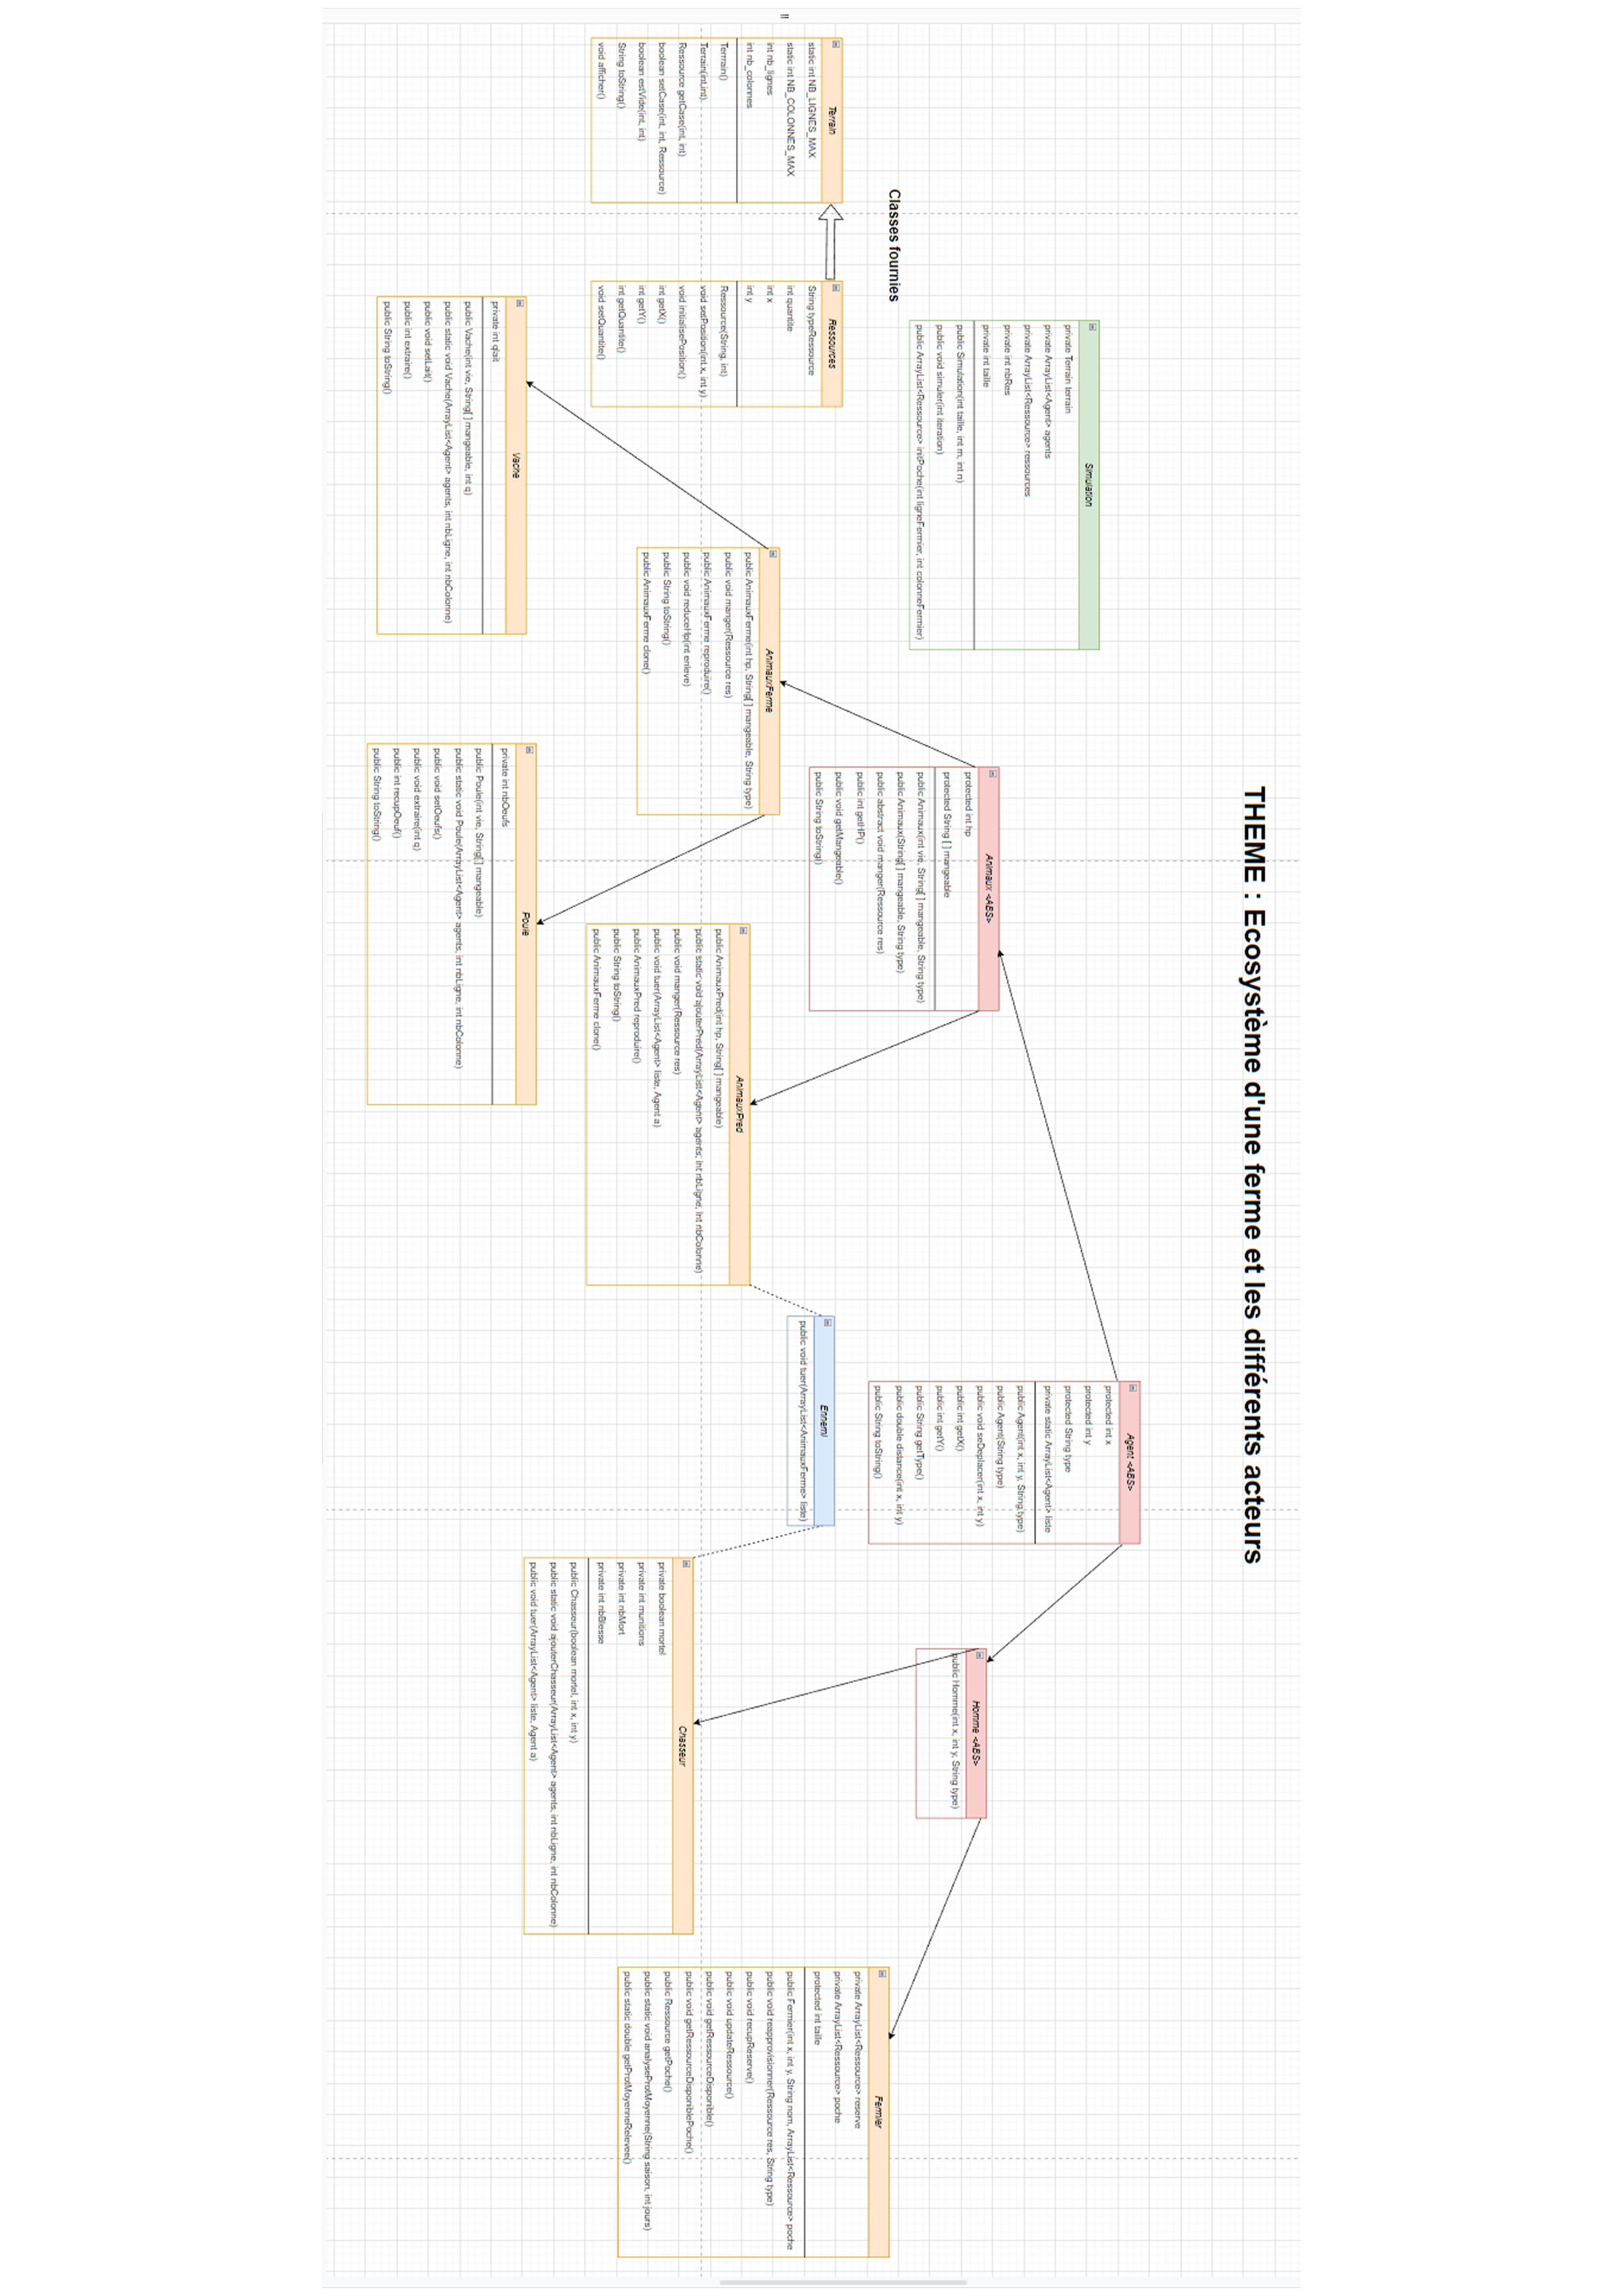 THEME : Ecosystème d'une ferme et les différents acteurs
Classes fournies
Terrain
static int NB_LIGNES_MAX
static int NB_COLONNES_MAX
int nb_lignes
int nb_colonnes
Terrrain()
Terrain(int,int)
Ressource getCase(int, int)
boolean setCase(int, int, Ressource)
boolean estVide(int, int)
String toString()
void afficher()
Ressources
String typeRessource
int quantite
int x
int y
Ressource(String, int)
void setPosition(int x, int y)
void initialisePosition()
int getX()
int getY()
int getQuantite()
void setQuantite()
Simulation
private Terrain terrain
private ArrayList<Agent> agents
private ArrayList<Ressource> ressources
private int nbRes
private int taille
public Simulation(int taille, int m, int n)
public void simuler(int iteration)
public ArrayList<Ressource> initPoche(int ligneFermier, int colonneFermier)
Agent <ABS>
protected int x
protected int y
protected String type
private static ArrayList<Agent> liste
public Agent(int x, int y, String type)
public Agent(String type)
public void seDeplacer(int x, int y)
public int getX()
public int getY()
public String getType()
public double distance(int x, int y)
public String toString()
Animaux <ABS>
protected int hp
protected String [ ] mangeable
public Animaux(int vie, String[ ] mangeable, String type)
public Animaux(String[ ] mangeable, String type)
public abstract void manger(Ressource res)
public int getHP()
public void getMangeable()
public String toString()
Homme <ABS>
public Homme(int x, int y, String type)
AnimauxFerme
public AnimauxFerme(int hp, String[ ] mangeable, String type)
public void manger(Ressource res)
public AnimauxFerme reproduire()
public void reduceHp(int enleve)
public String toString()
public AnimauxFerme clone()
AnimauxPred
public AnimauxPred(int hp, String[ ] mangeable)
public static void ajouterPred(ArrayList<Agent> agents, int nbLigne, int nbColonne)
public void manger(Ressource res)
public void tuer(ArrayList<Agent> liste, Agent a)
public AnimauxPred reproduire()
public String toString()
public AnimauxFerme clone()
Ennemi
public void tuer(ArrayList<AnimauxFerme> liste)
Chasseur
private boolean mortel
private int munitions
private int nbMort
private int nbBlesse
public Chasseur(boolean mortel, int x, int y)
public static void ajouterChasseur(ArrayList<Agent> agents, int nbLigne, int nbColonne)
public void tuer(ArrayList<Agent> liste, Agent a)
Fermier
private ArrayList<Ressource> reserve
private ArrayList<Ressource> poche
protected int taille
public Fermier(int x, int y, String nom, ArrayList<Ressource> poche
public void reapprovisionner(Ressource res, String type)
public void recupReserve()
public void updateRessource()
public void getRessourceDisponible()
public void getRessourceDisponiblePoche()
public Ressource getPoche()
public static void analyseProtMoyenne(String saison, int jours)
public static double getProtMoyenneRelevee()
Vache
private int qlait
public Vache(int vie, String[ ] mangeable, int q)
public static void Vache(ArrayList<Agent> agents, int nbLigne, int nbColonne)
public void setLait()
public int extraire()
public String toString()
Poule
private int nbOeufs
public Poule(int vie, String[ ] mangeable)
public static void Poule(ArrayList<Agent> agents, int nbLigne, int nbColonne)
public void setOeufs()
public void extraire(int q)
public int recupOeuf()
public String toString()